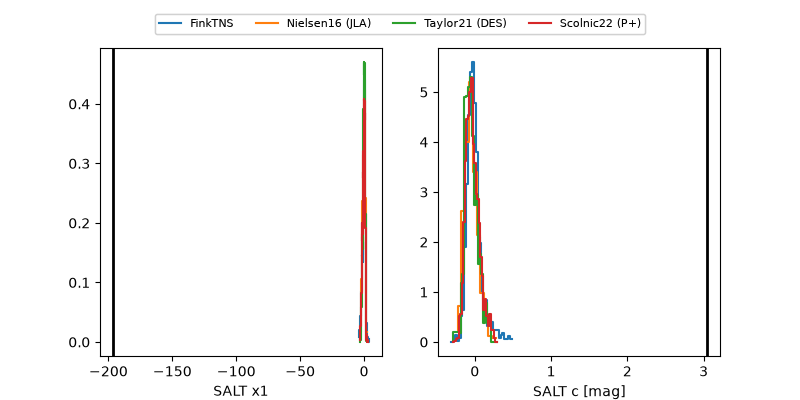 FinkTNS Nielsen16 (JLA) Taylor21 (DES) Scolnic22 (P+)
0.4
0.3
0.2
0.1
0.0
−200 −150 −100 −50 0
SALT x1
5
4
3
2
1
0
0 1 2 3
SALT c [mag]